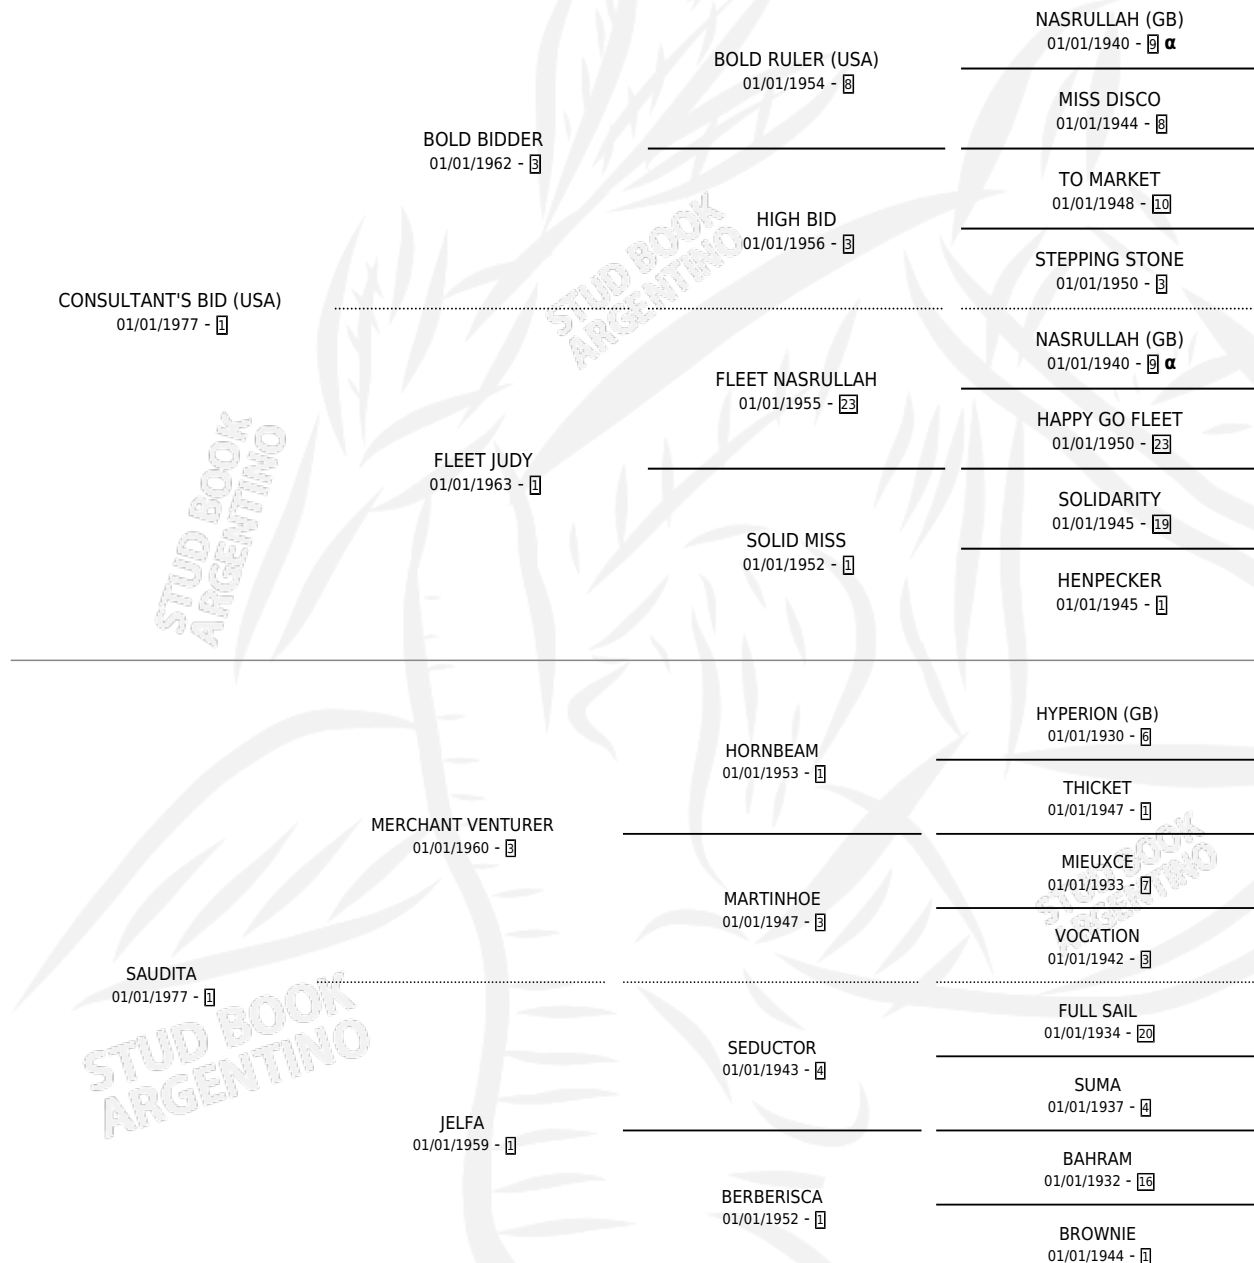 NASRULLAH (GB)
01/01/1940 - 9 α
BOLD RULER (USA)
01/01/1954 - 8
MISS DISCO
01/01/1944 - 8
BOLD BIDDER
01/01/1962 - 3
TO MARKET
01/01/1948 - 10
HIGH BID
01/01/1956 - 3
STEPPING STONE
01/01/1950 - 3
CONSULTANT'S BID (USA)
01/01/1977 - 1
NASRULLAH (GB)
01/01/1940 - 9 α
FLEET NASRULLAH
01/01/1955 - 23
HAPPY GO FLEET
01/01/1950 - 23
FLEET JUDY
01/01/1963 - 1
SOLIDARITY
01/01/1945 - 19
SOLID MISS
01/01/1952 - 1
HENPECKER
01/01/1945 - 1
HYPERION (GB)
01/01/1930 - 6
HORNBEAM
01/01/1953 - 1
THICKET
01/01/1947 - 1
MERCHANT VENTURER
01/01/1960 - 3
MIEUXCE
01/01/1933 - 7
MARTINHOE
01/01/1947 - 3
VOCATION
01/01/1942 - 3
SAUDITA
01/01/1977 - 1
FULL SAIL
01/01/1934 - 20
SEDUCTOR
01/01/1943 - 4
SUMA
01/01/1937 - 4
JELFA
01/01/1959 - 1
BAHRAM
01/01/1932 - 16
BERBERISCA
01/01/1952 - 1
BROWNIE
01/01/1944 - 1
STUD BOOK
ARGENTINO
STUD BOOK
ARGENTINO
STUD BOOK
ARGENTINO
STUD BOOK
ARGENTINO